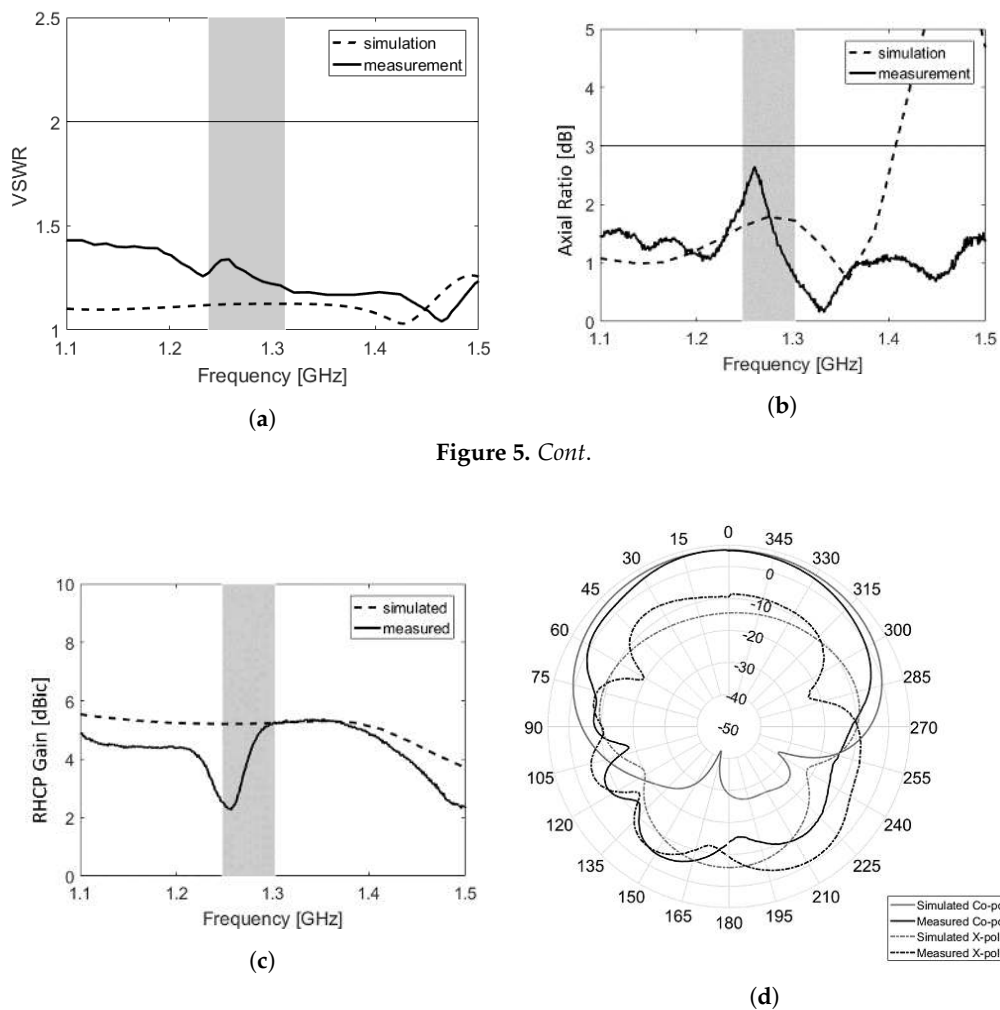 2.5
simulation
measurement
2
VSWR
1.5
1
1.1 1.2 1.3 1.4 1.5
Frequency [GHz]
(a)
5
simulation
measurement
4
3
Axial Ratio [dB]
2
1
0
1.1 1.2 1.3 1.4 1.5
Frequency [GHz]
(b)
Figure 5. Cont.
10
simulated
measured
8
6
RHCP Gain [dBic]
4
2
0
1.1 1.2 1.3 1.4 1.5
Frequency [GHz]
(c)
0
15 345
30 330
45 315
60 300
75 285
90 270
105 255
120 240
135 225
150 210
165 195
180
0
-10
-20
-30
-40
-50
Simulated Co-po
Measured Co-po
Simulated X-pol
Measured X-pol
(d)